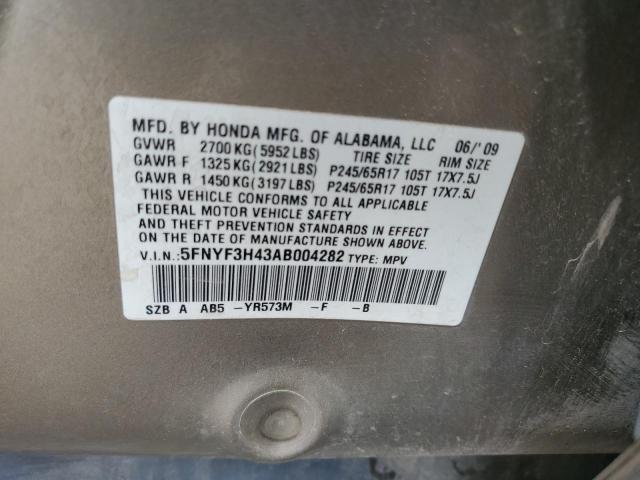 MFD. BY HONDA MFG. OF ALABAMA, LLC 06/'09
GVWR 2700 KG (5952 LBS) TIRE SIZE RIM SIZE
GAWR F 1325 KG (2921 LBS) P245/65R17 105T 17X7.5J
GAWR R 1450 KG (3197 LBS) P245/65R17 105T 17X7.5J
THIS VEHICLE CONFORMS TO ALL APPLICABLE
FEDERAL MOTOR VEHICLE SAFETY
AND THEFT PREVENTION STANDARDS IN EFFECT
ON THE DATE OF MANUFACTURE SHOWN ABOVE.
V.I.N.:5FNYF3H43AB004282 TYPE: MPV
SZB A AB5 -YR573M -F -B